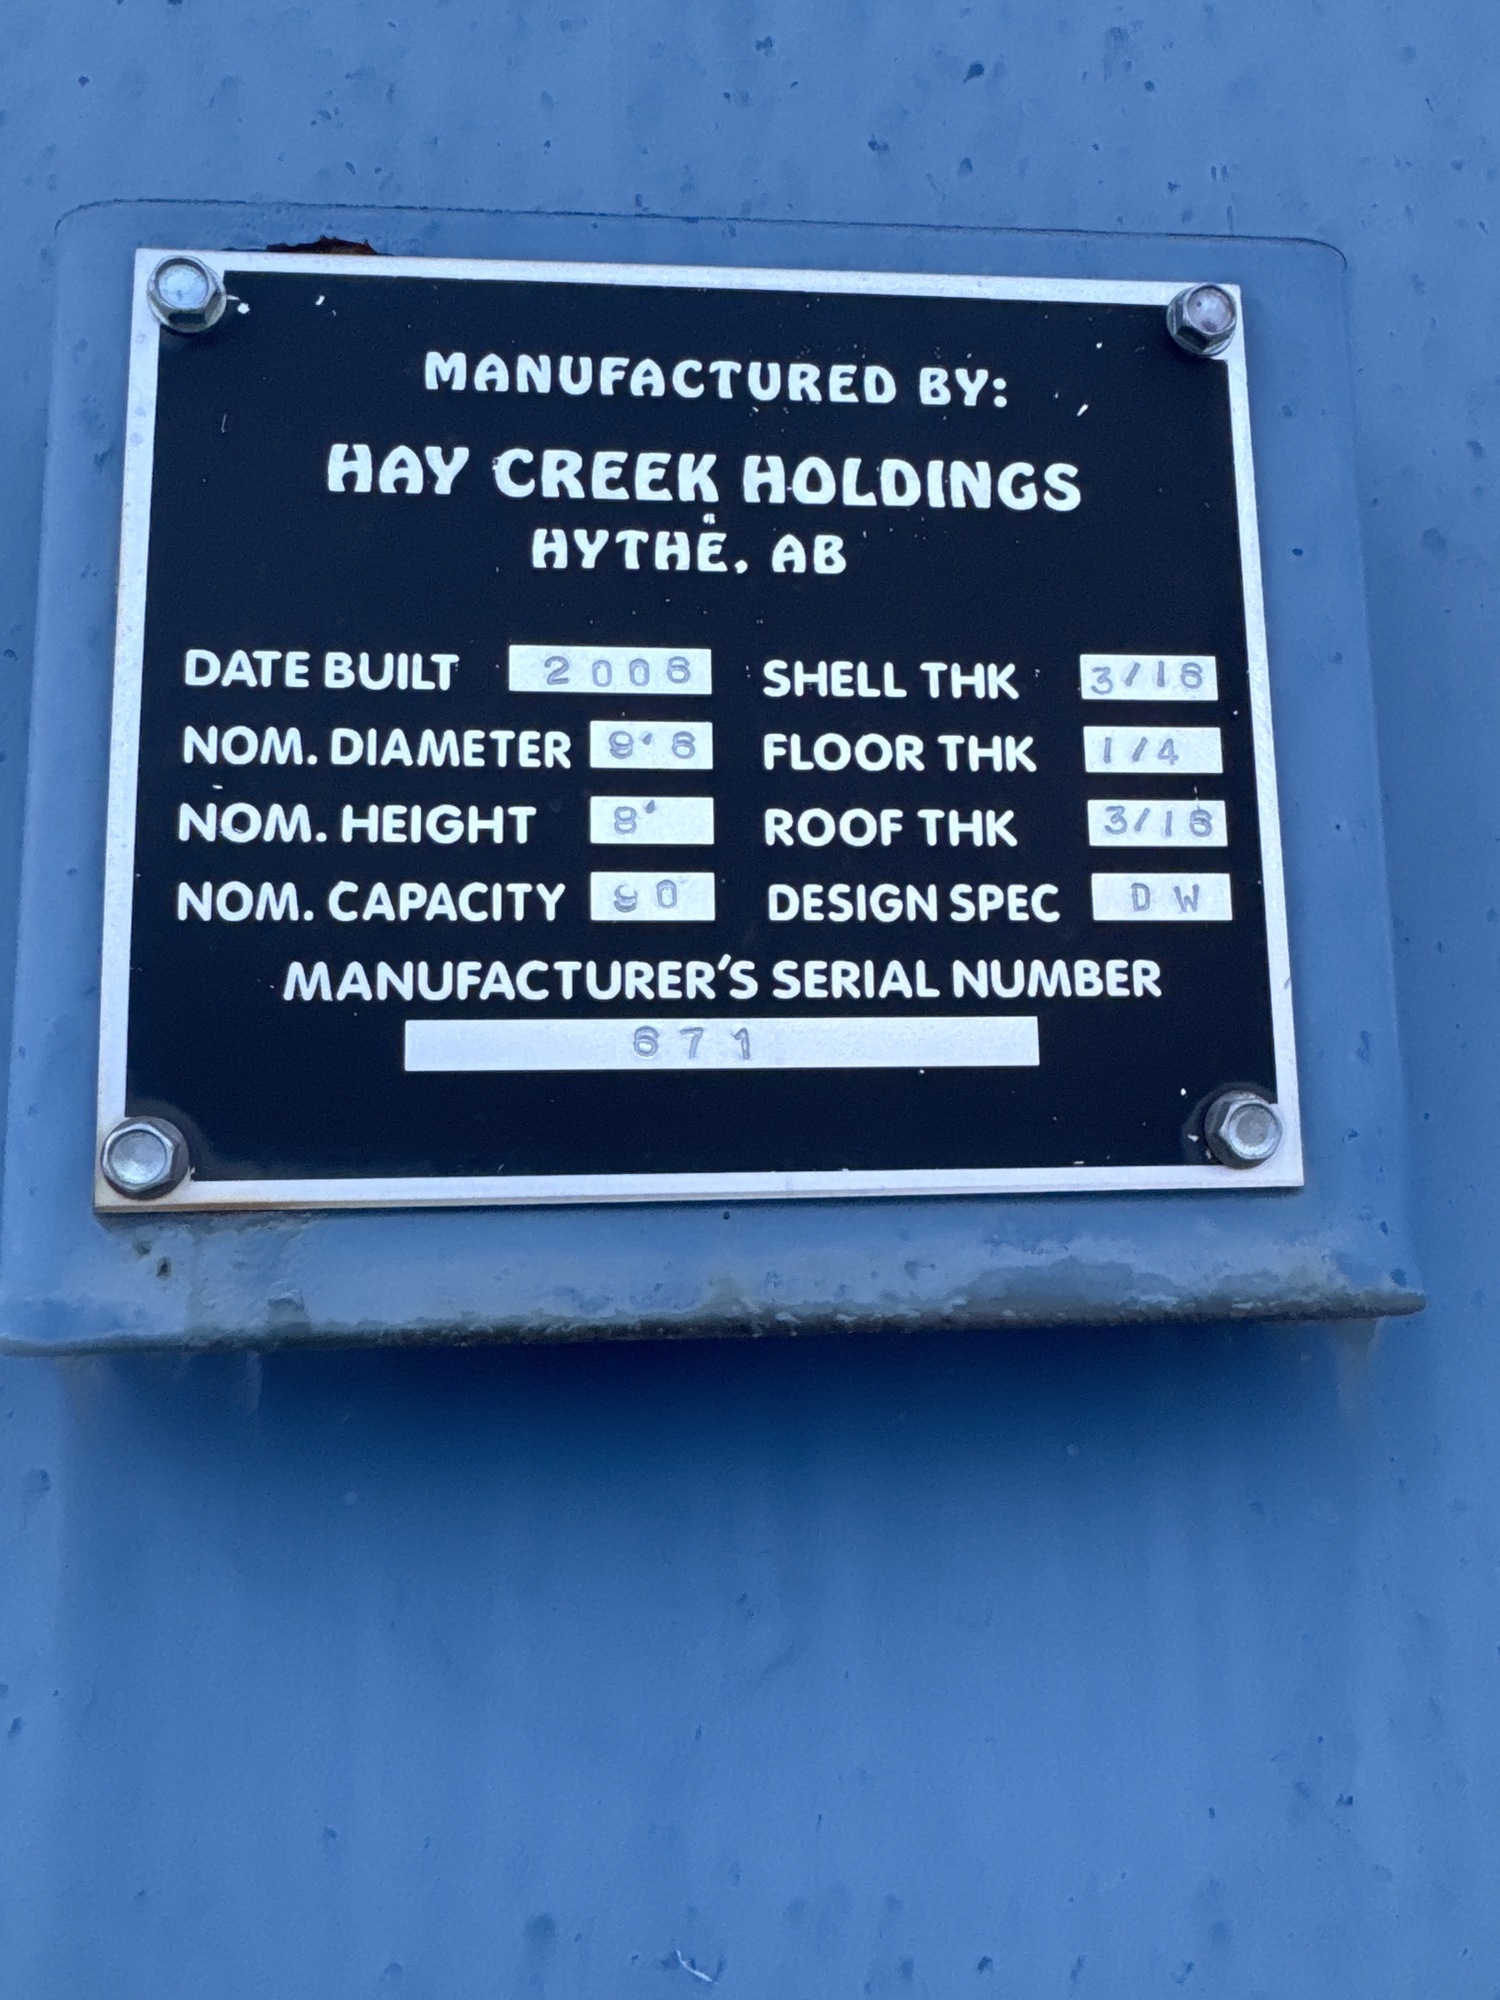 MANUFACTURED BY:
HAY CREEK HOLDINGS
HYTHE, AB
DATE BUILT 2006 SHELL THK 3/16
NOM. DIAMETER 9'6 FLOOR THK 1/4
NOM. HEIGHT 8' ROOF THK 3/16
NOM. CAPACITY 90 DESIGN SPEC DW
MANUFACTURER'S SERIAL NUMBER
671